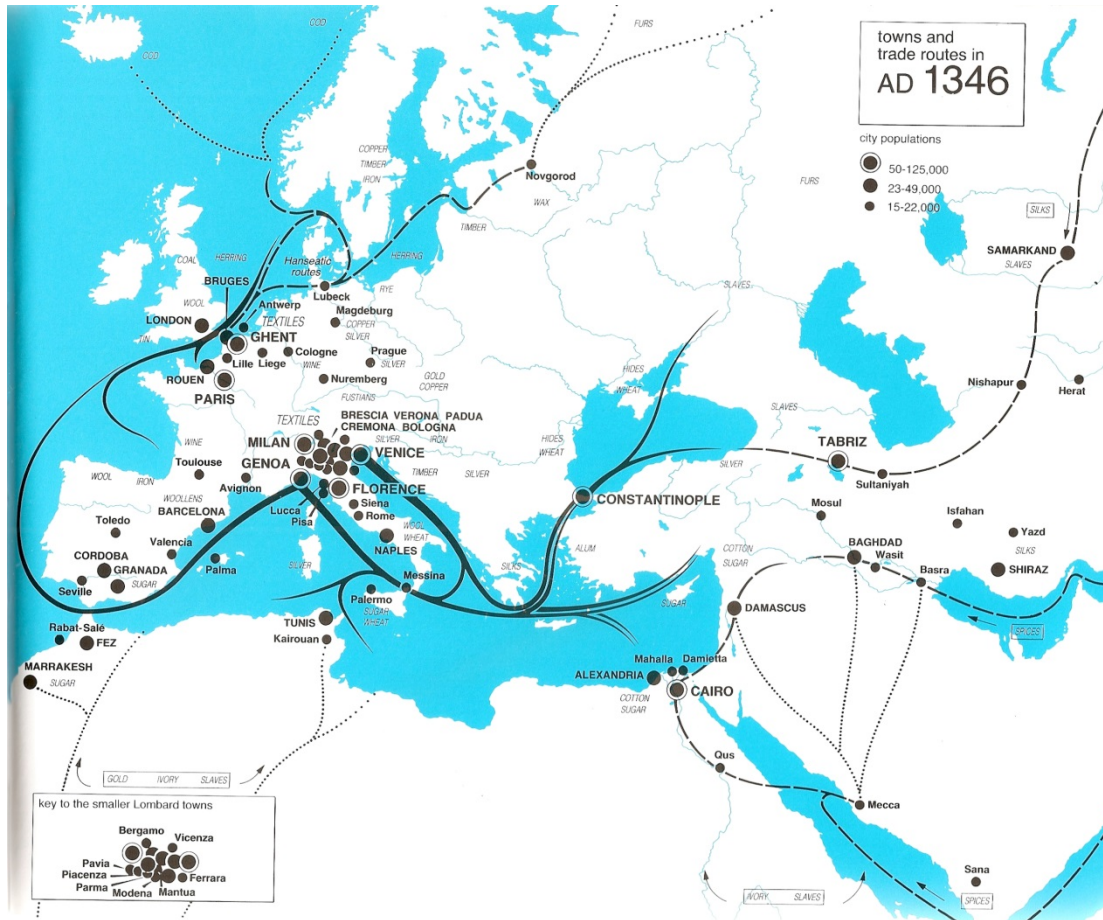 COD
COD
FURS
towns and
trade routes in
AD 1346
city populations
50-125,000
23-49,000
15-22,000
COPPER
TIMBER
IRON
Novgorod
WAX
TIMBER
FURS
SILKS
SAMARKAND
SLAVES
COAL
HERRING
BRUGES
Hanseatic
routes
HERRING
Lubeck
RYE
WOOL
LONDON
TIN
Antwerp
TEXTILES
GHENT
Magdeburg
COPPER
SILVER
SLAVES
Lille
Liege
Cologne
WINE
Prague
SILVER
ROUEN
PARIS
Nuremberg
GOLD
COPPER
FUSTIANS
HIDES
WHEAT
Nishapur
Herat
TEXTILES
BRESCIA VERONA PADUA
CREMONA BOLOGNA
SILVER
IRON
SLAVES
MILAN
VENICE
WINE
HIDES
WHEAT
TABRIZ
GENOA
Toulouse
TIMBER
SILVER
SILVER
Sultaniyah
WOOL
IRON
Avignon
FLORENCE
CONSTANTINOPLE
WOOLLENS
BARCELONA
Lucca
Pisa
Siena
Rome
Mosul
Isfahan
Toledo
WOOL
WHEAT
Yazd
SILKS
Valencia
NAPLES
ALUM
COTTON
SUGAR
BAGHDAD
Wasit
CORDOBA
GRANADA
SUGAR
Palma
SILVER
Messina
SILKS
Basra
SHIRAZ
Seville
Palermo
SUGAR
WHEAT
SUGAR
DAMASCUS
SPICES
Rabat-Salé
FEZ
TUNIS
Kairouan
MARRAKESH
SUGAR
Mahalla
Damietta
ALEXANDRIA
CAIRO
COTTON
SUGAR
Qus
Mecca
GOLD IVORY SLAVES
key to the smaller Lombard towns
Bergamo
Vicenza
Pavia
Piacenza
Parma
Modena
Mantua
Ferrara
Sana
IVORY SLAVES
SPICES